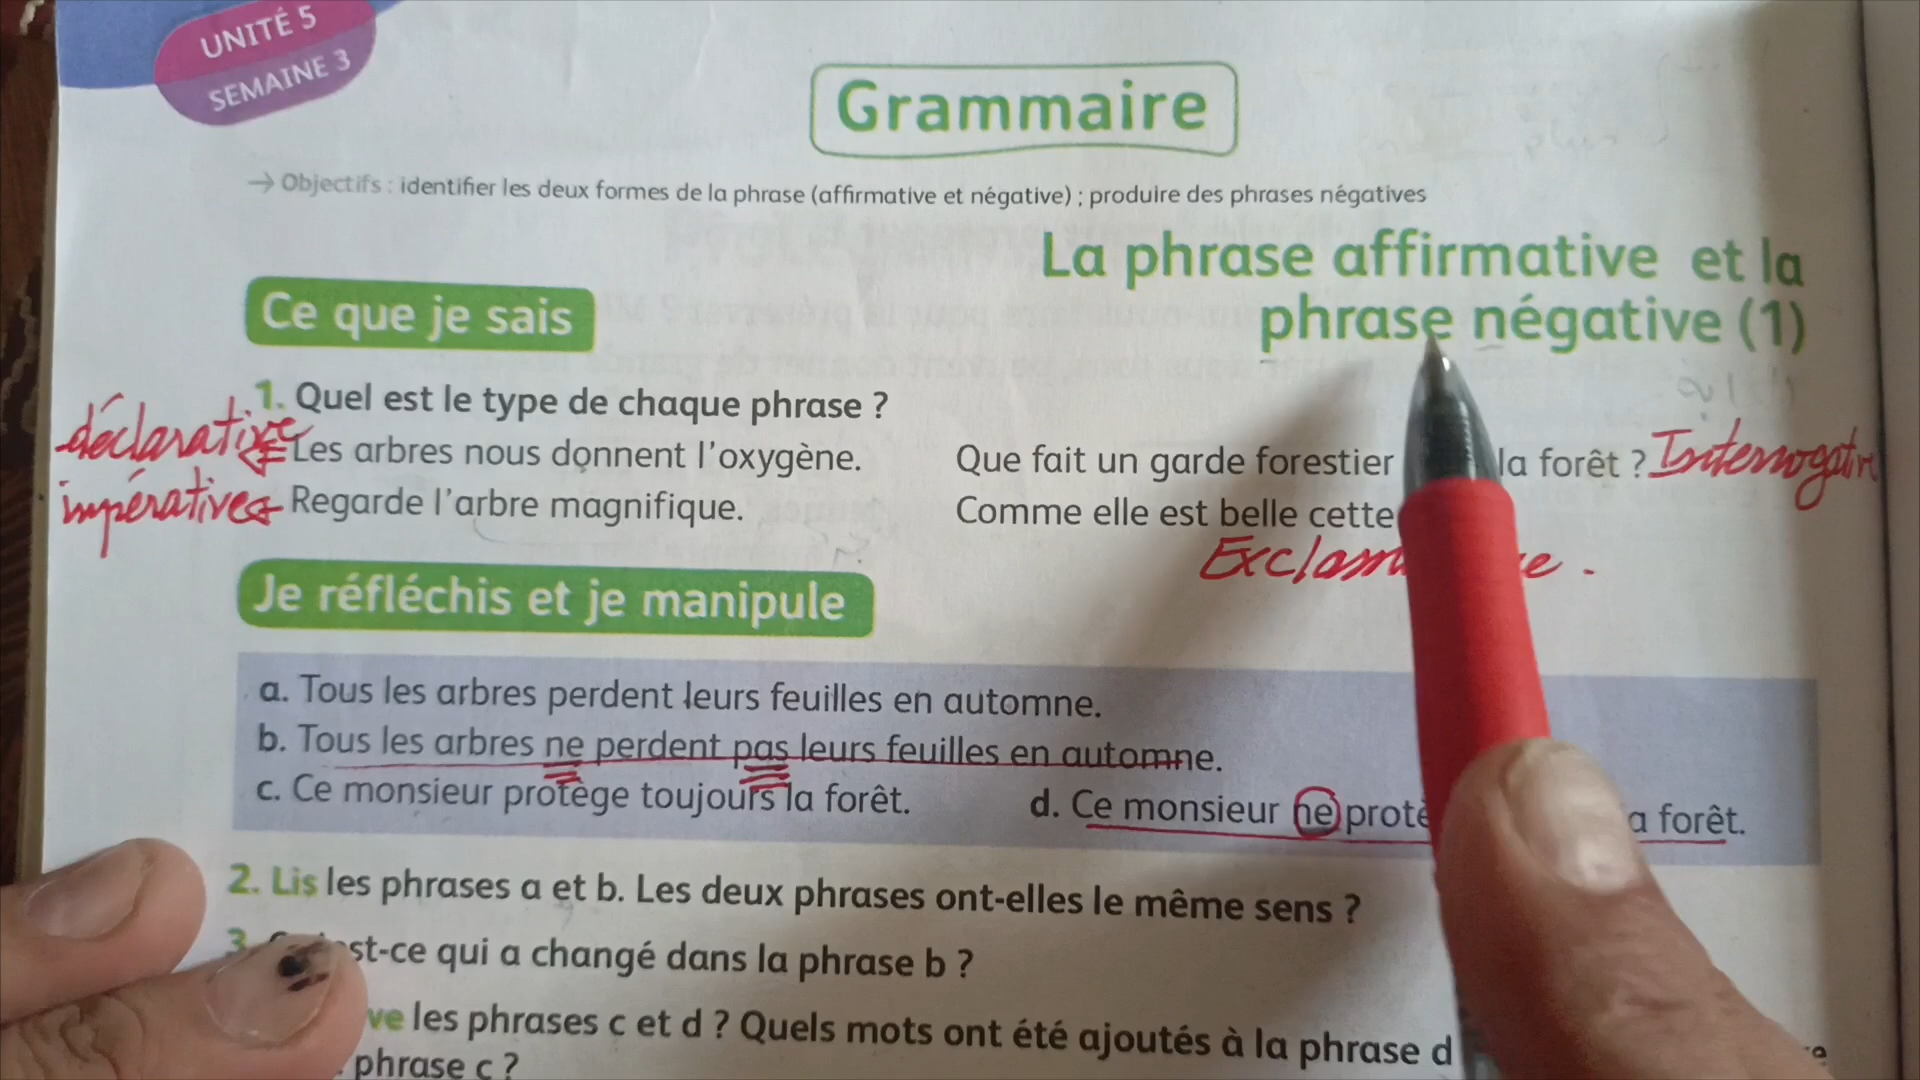 UNITÉ 5
SEMAINE 3
Grammaire
→ Objectifs : identifier les deux formes de la phrase (affirmative et négative) ; produire des phrases négatives
La phrase affirmative et la
phrase négative (1)
Ce que je sais
1. Quel est le type de chaque phrase ?
déclarative Les arbres nous donnent l'oxygène. Que fait un garde forestier la forêt ? Interrogative
impératives Regarde l'arbre magnifique. Comme elle est belle cette
Je réfléchis et je manipule
a. Tous les arbres perdent leurs feuilles en automne.
b. Tous les arbres ne perdent pas leurs feuilles en automne.
c. Ce monsieur protège toujours la forêt. d. Ce monsieur ne forêt.
2. Lis les phrases a et b. Les deux phrases ont-elles le même sens ?
3. a changé dans la phrase b ?
les phrases c et d ? Quels mots ont été ajoutés à la phrase d
phrase c ?